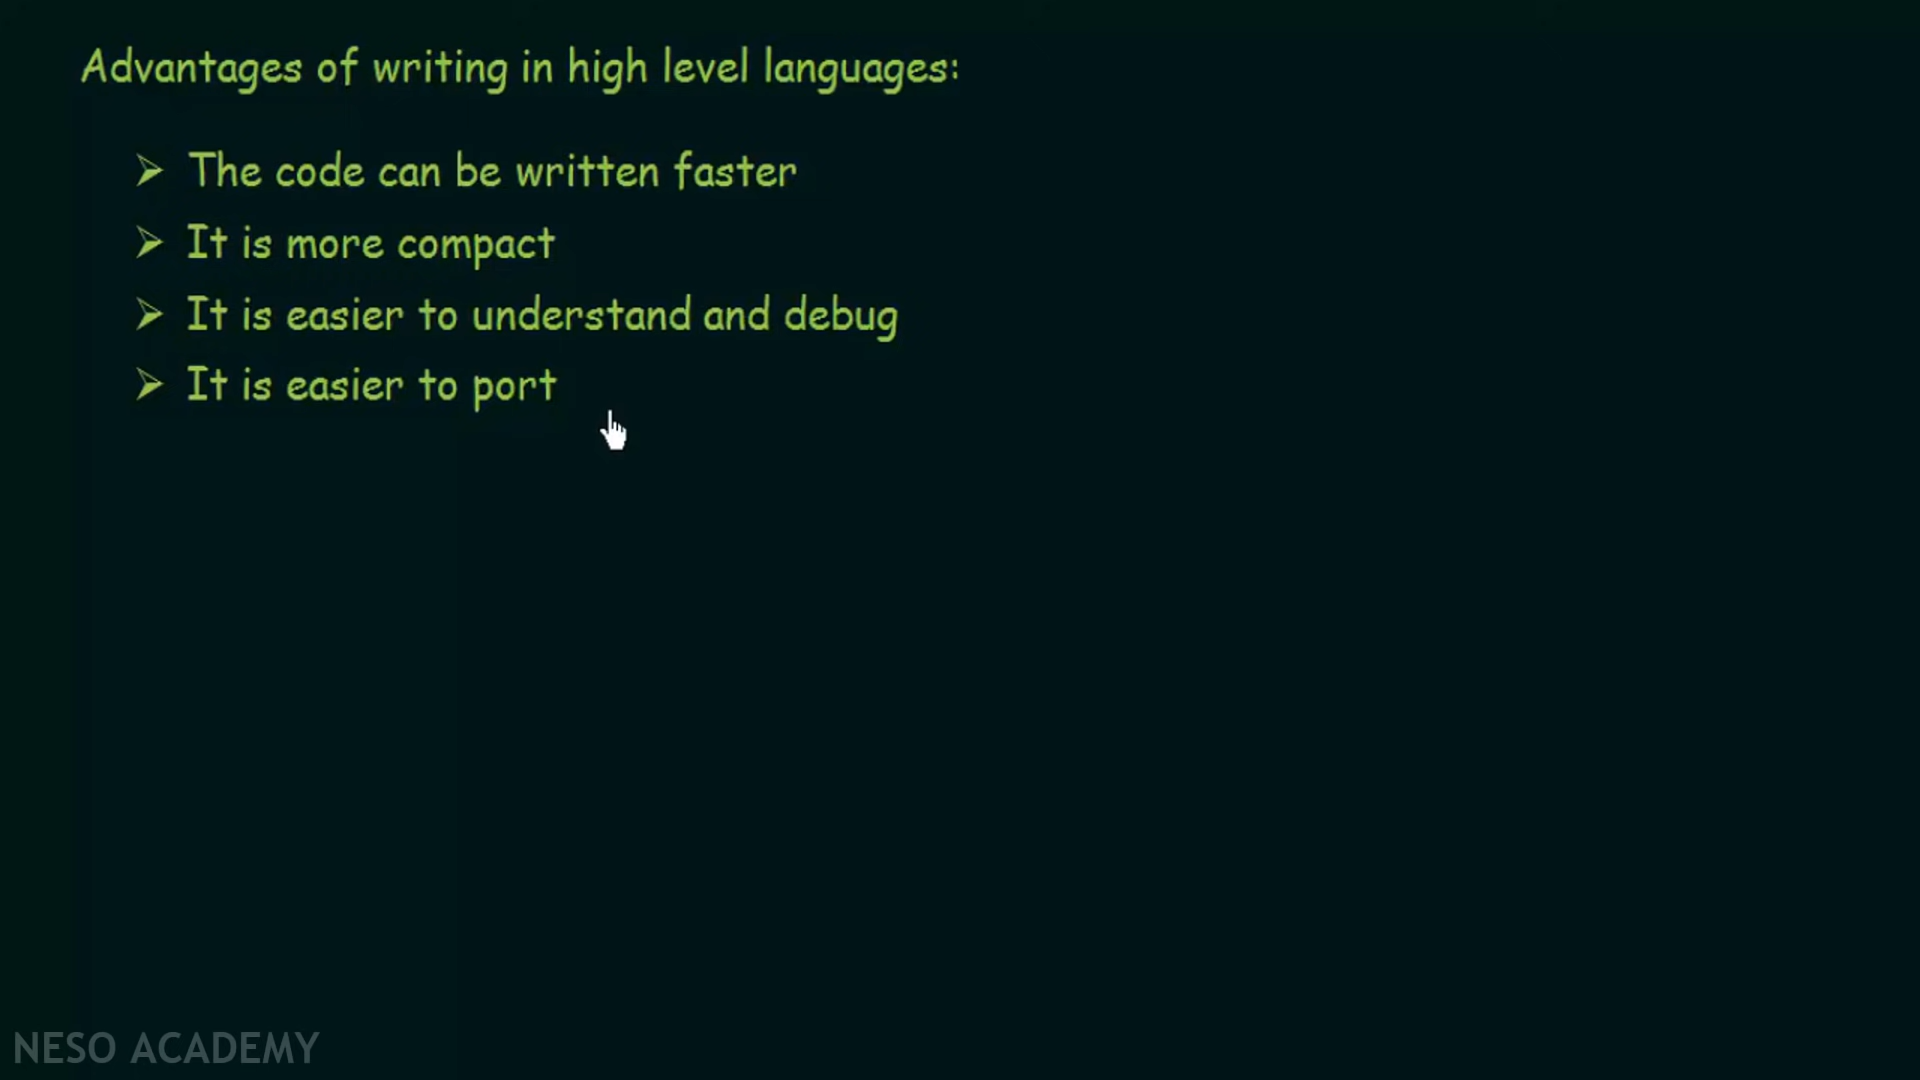 Advantages of writing in high level languages:
➢ The code can be written faster
➢ It is more compact
➢ It is easier to understand and debug
➢ It is easier to port
NESO ACADEMY